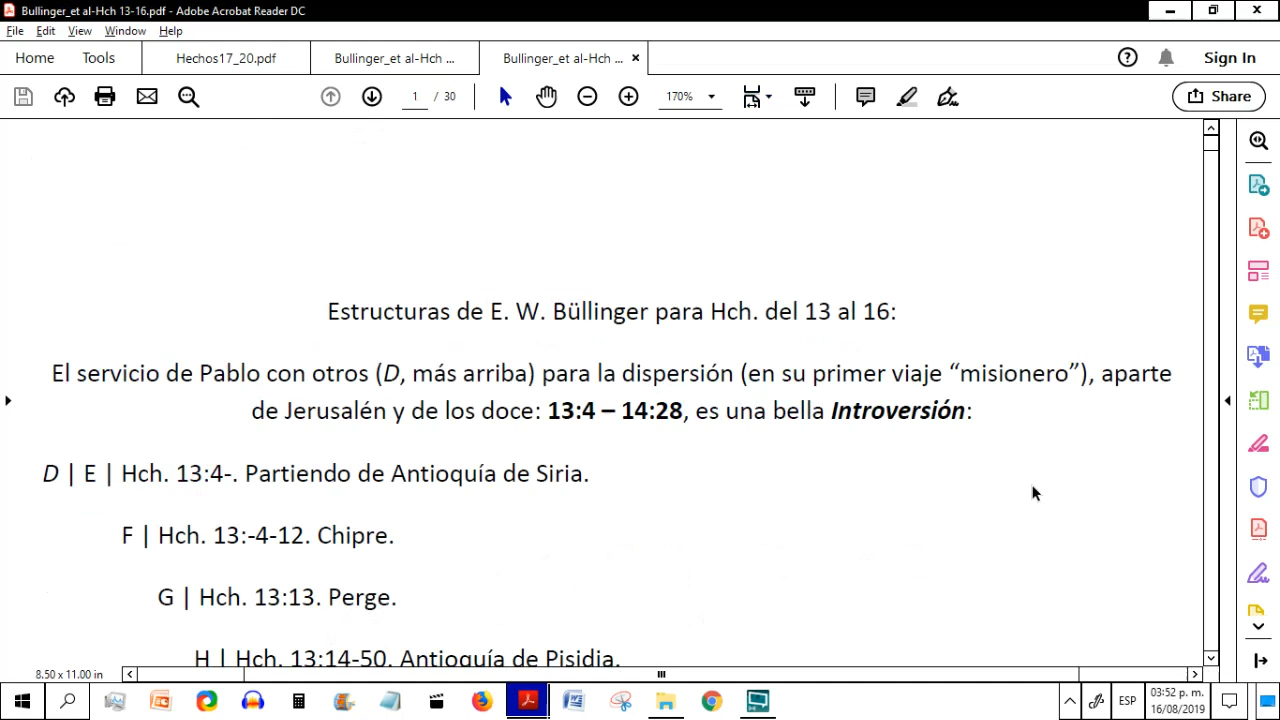 Bullinger_et al-Hch 13-16.pdf - Adobe Acrobat Reader DC
File Edit View Window Help
Home Tools Hechos17_20.pdf Bullinger_et al-Hch ... Bullinger_et al-Hch ... Sign In
1 / 30 170% Share
Estructuras de E. W. Büllinger para Hch. del 13 al 16:
El servicio de Pablo con otros (D, más arriba) para la dispersión (en su primer viaje “misionero”), aparte
de Jerusalén y de los doce: 13:4 – 14:28, es una bella Introversión:
D | E | Hch. 13:4-. Partiendo de Antioquía de Siria.
F | Hch. 13:-4-12. Chipre.
G | Hch. 13:13. Perge.
H | Hch. 13:14-50. Antioquía de Pisidia.
8.50 x 11.00 in
ESP 03:52 p. m.
16/08/2019